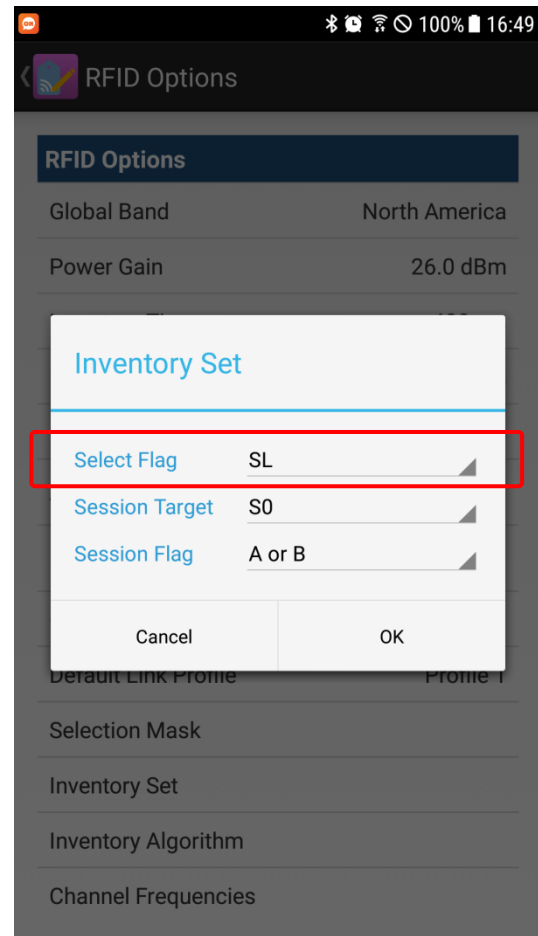 100% 16:49
RFID Options
RFID Options
Global Band North America
Power Gain 26.0 dBm
Inventory Set
Select Flag SL
Session Target S0
Session Flag A or B
Cancel OK
Default Link Profile Profile 1
Selection Mask
Inventory Set
Inventory Algorithm
Channel Frequencies